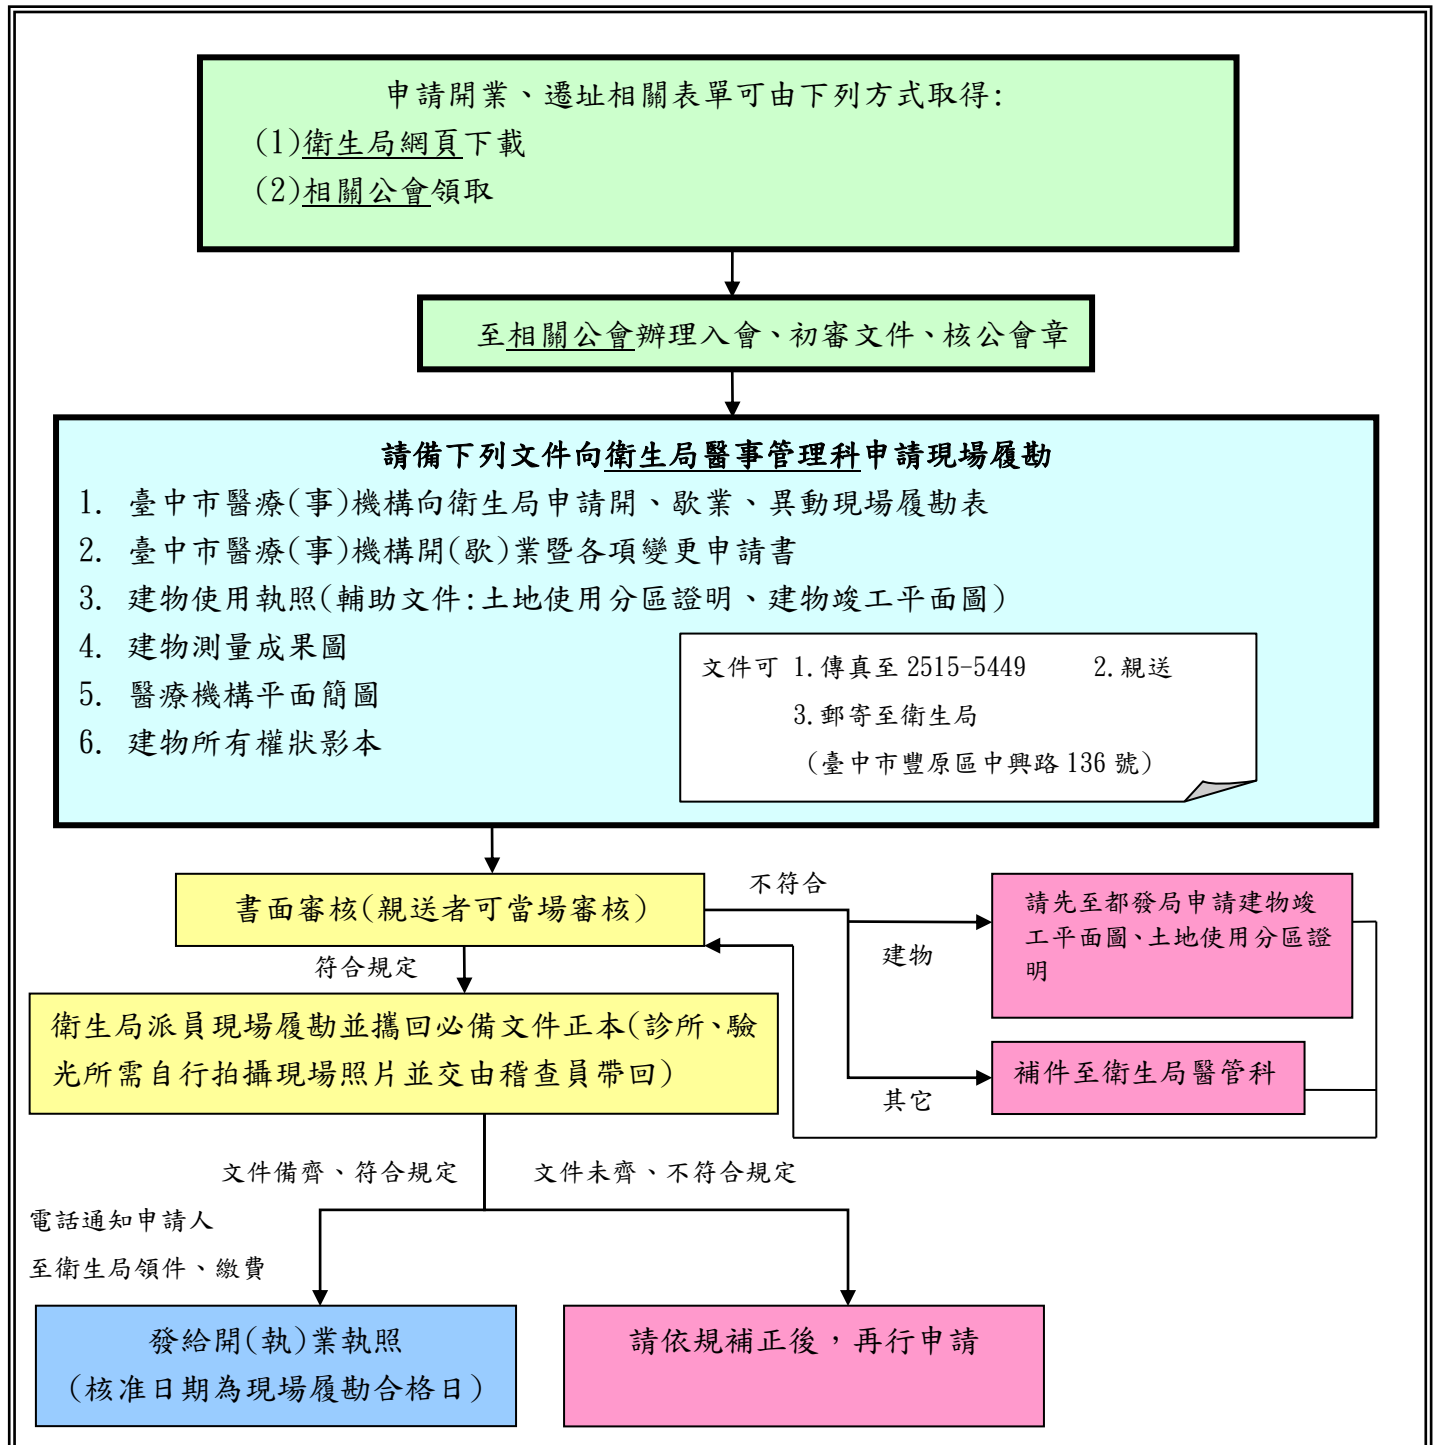 申請開業、遷址相關表單可由下列方式取得:
(1)衛生局網頁下載
(2)相關公會領取
至相關公會辦理入會、初審文件、核公會章
請備下列文件向衛生局醫事管理科申請現場履勘
1. 臺中市醫療(事)機構向衛生局申請開、歇業、異動現場履勘表
2. 臺中市醫療(事)機構開(歇)業暨各項變更申請書
3. 建物使用執照(輔助文件:土地使用分區證明、建物竣工平面圖)
4. 建物測量成果圖
5. 醫療機構平面簡圖
6. 建物所有權狀影本
文件可 1.傳真至 2515-5449 2.親送
3.郵寄至衛生局
(臺中市豐原區中興路 136 號)
書面審核(親送者可當場審核)
不符合
建物
請先至都發局申請建物竣
工平面圖、土地使用分區證
明
符合規定
衛生局派員現場履勘並攜回必備文件正本(診所、驗
光所需自行拍攝現場照片並交由稽查員帶回)
其它
補件至衛生局醫管科
文件備齊、符合規定
文件未齊、不符合規定
電話通知申請人
至衛生局領件、繳費
發給開(執)業執照
(核准日期為現場履勘合格日)
請依規補正後，再行申請